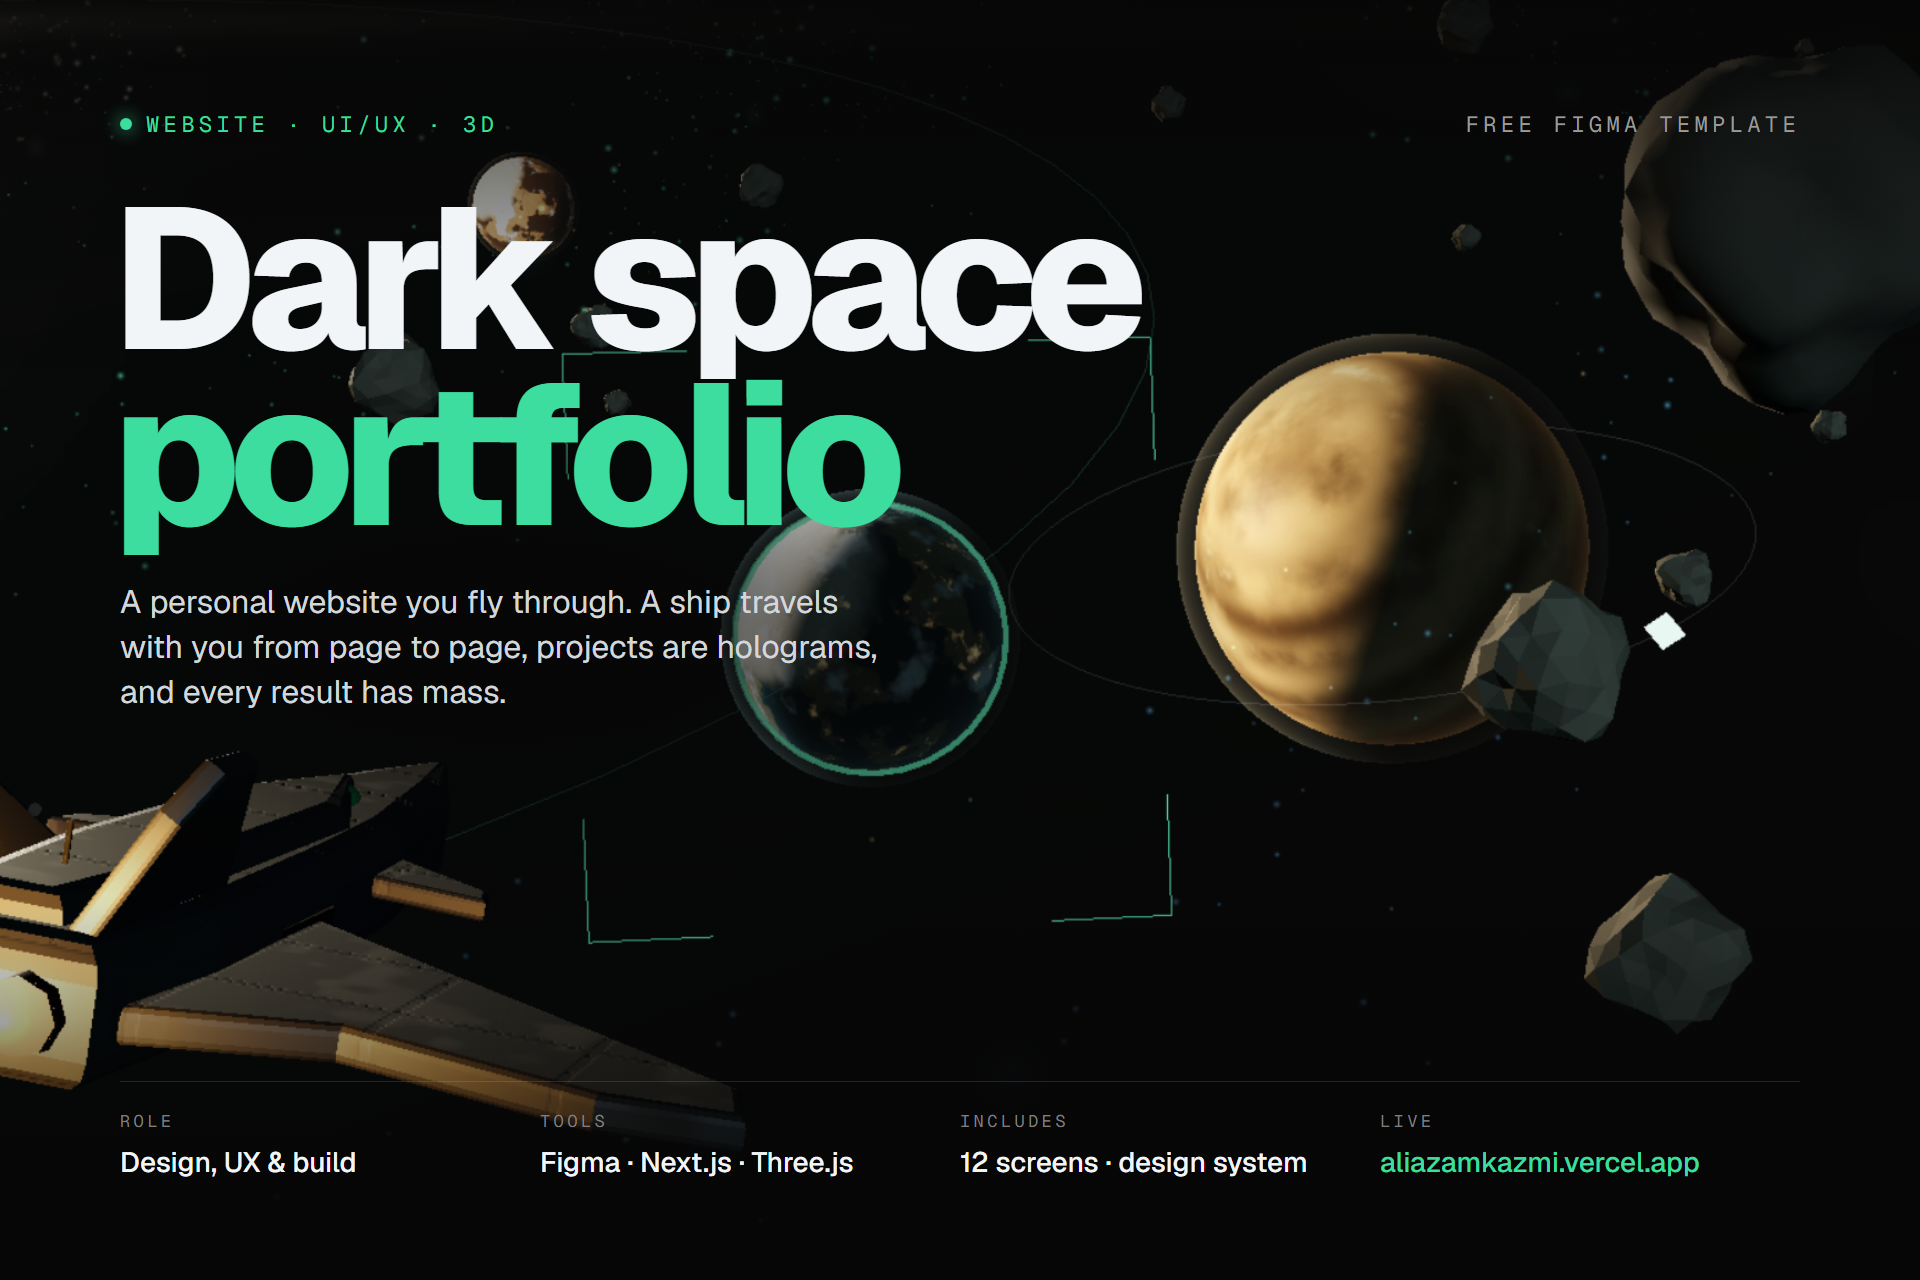 WEBSITE · UI/UX · 3D
FREE FIGMA TEMPLATE
Dark space
portfolio
A personal website you fly through. A ship travels
with you from page to page, projects are holograms,
and every result has mass.
ROLE
Design, UX & build
TOOLS
Figma · Next.js · Three.js
INCLUDES
12 screens · design system
LIVE
aliazamkazmi.vercel.app